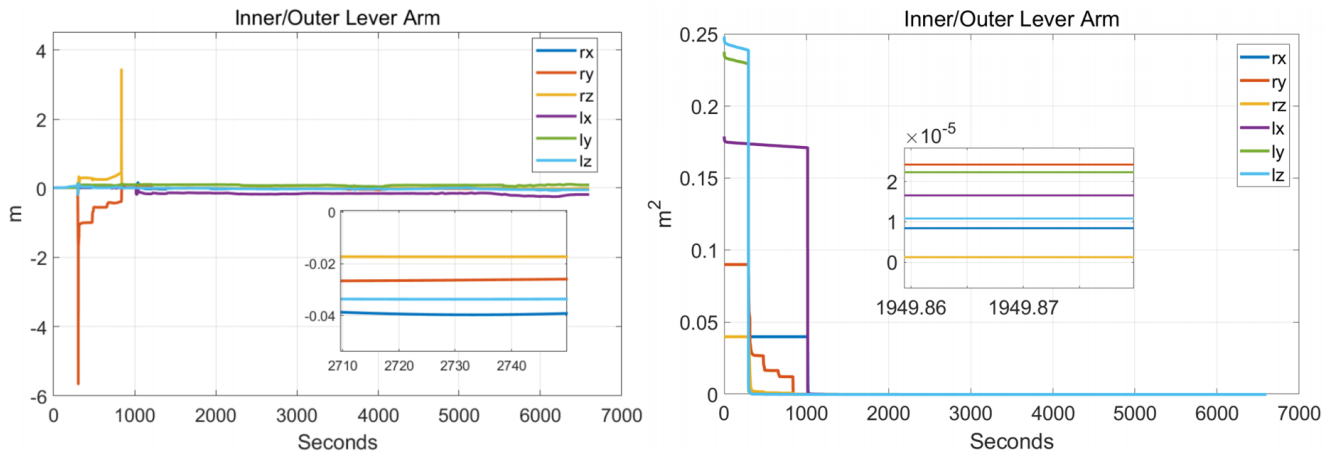 Inner/Outer Lever Arm
m
4
2
0
-2
-4
-6
0
1000
2000
3000
4000
5000
6000
7000
Seconds
rx
ry
rz
lx
ly
lz
0
-0.02
-0.04
2710
2720
2730
2740
Inner/Outer Lever Arm
m²
0.25
0.2
0.15
0.1
0.05
0
0
1000
2000
3000
4000
5000
6000
7000
Seconds
rx
ry
rz
lx
ly
lz
×10⁻⁵
2
1
0
1949.86
1949.87